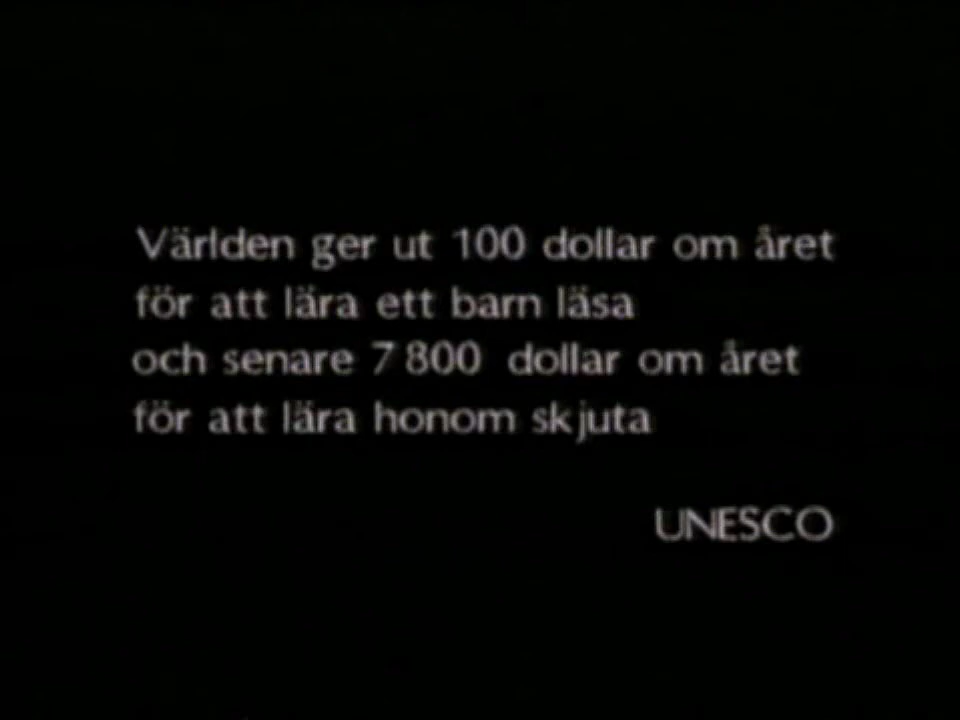 Världen ger ut 100 dollar om året
för att lära ett barn läsa
och senare 7 800 dollar om året
för att lära honom skjuta
UNESCO